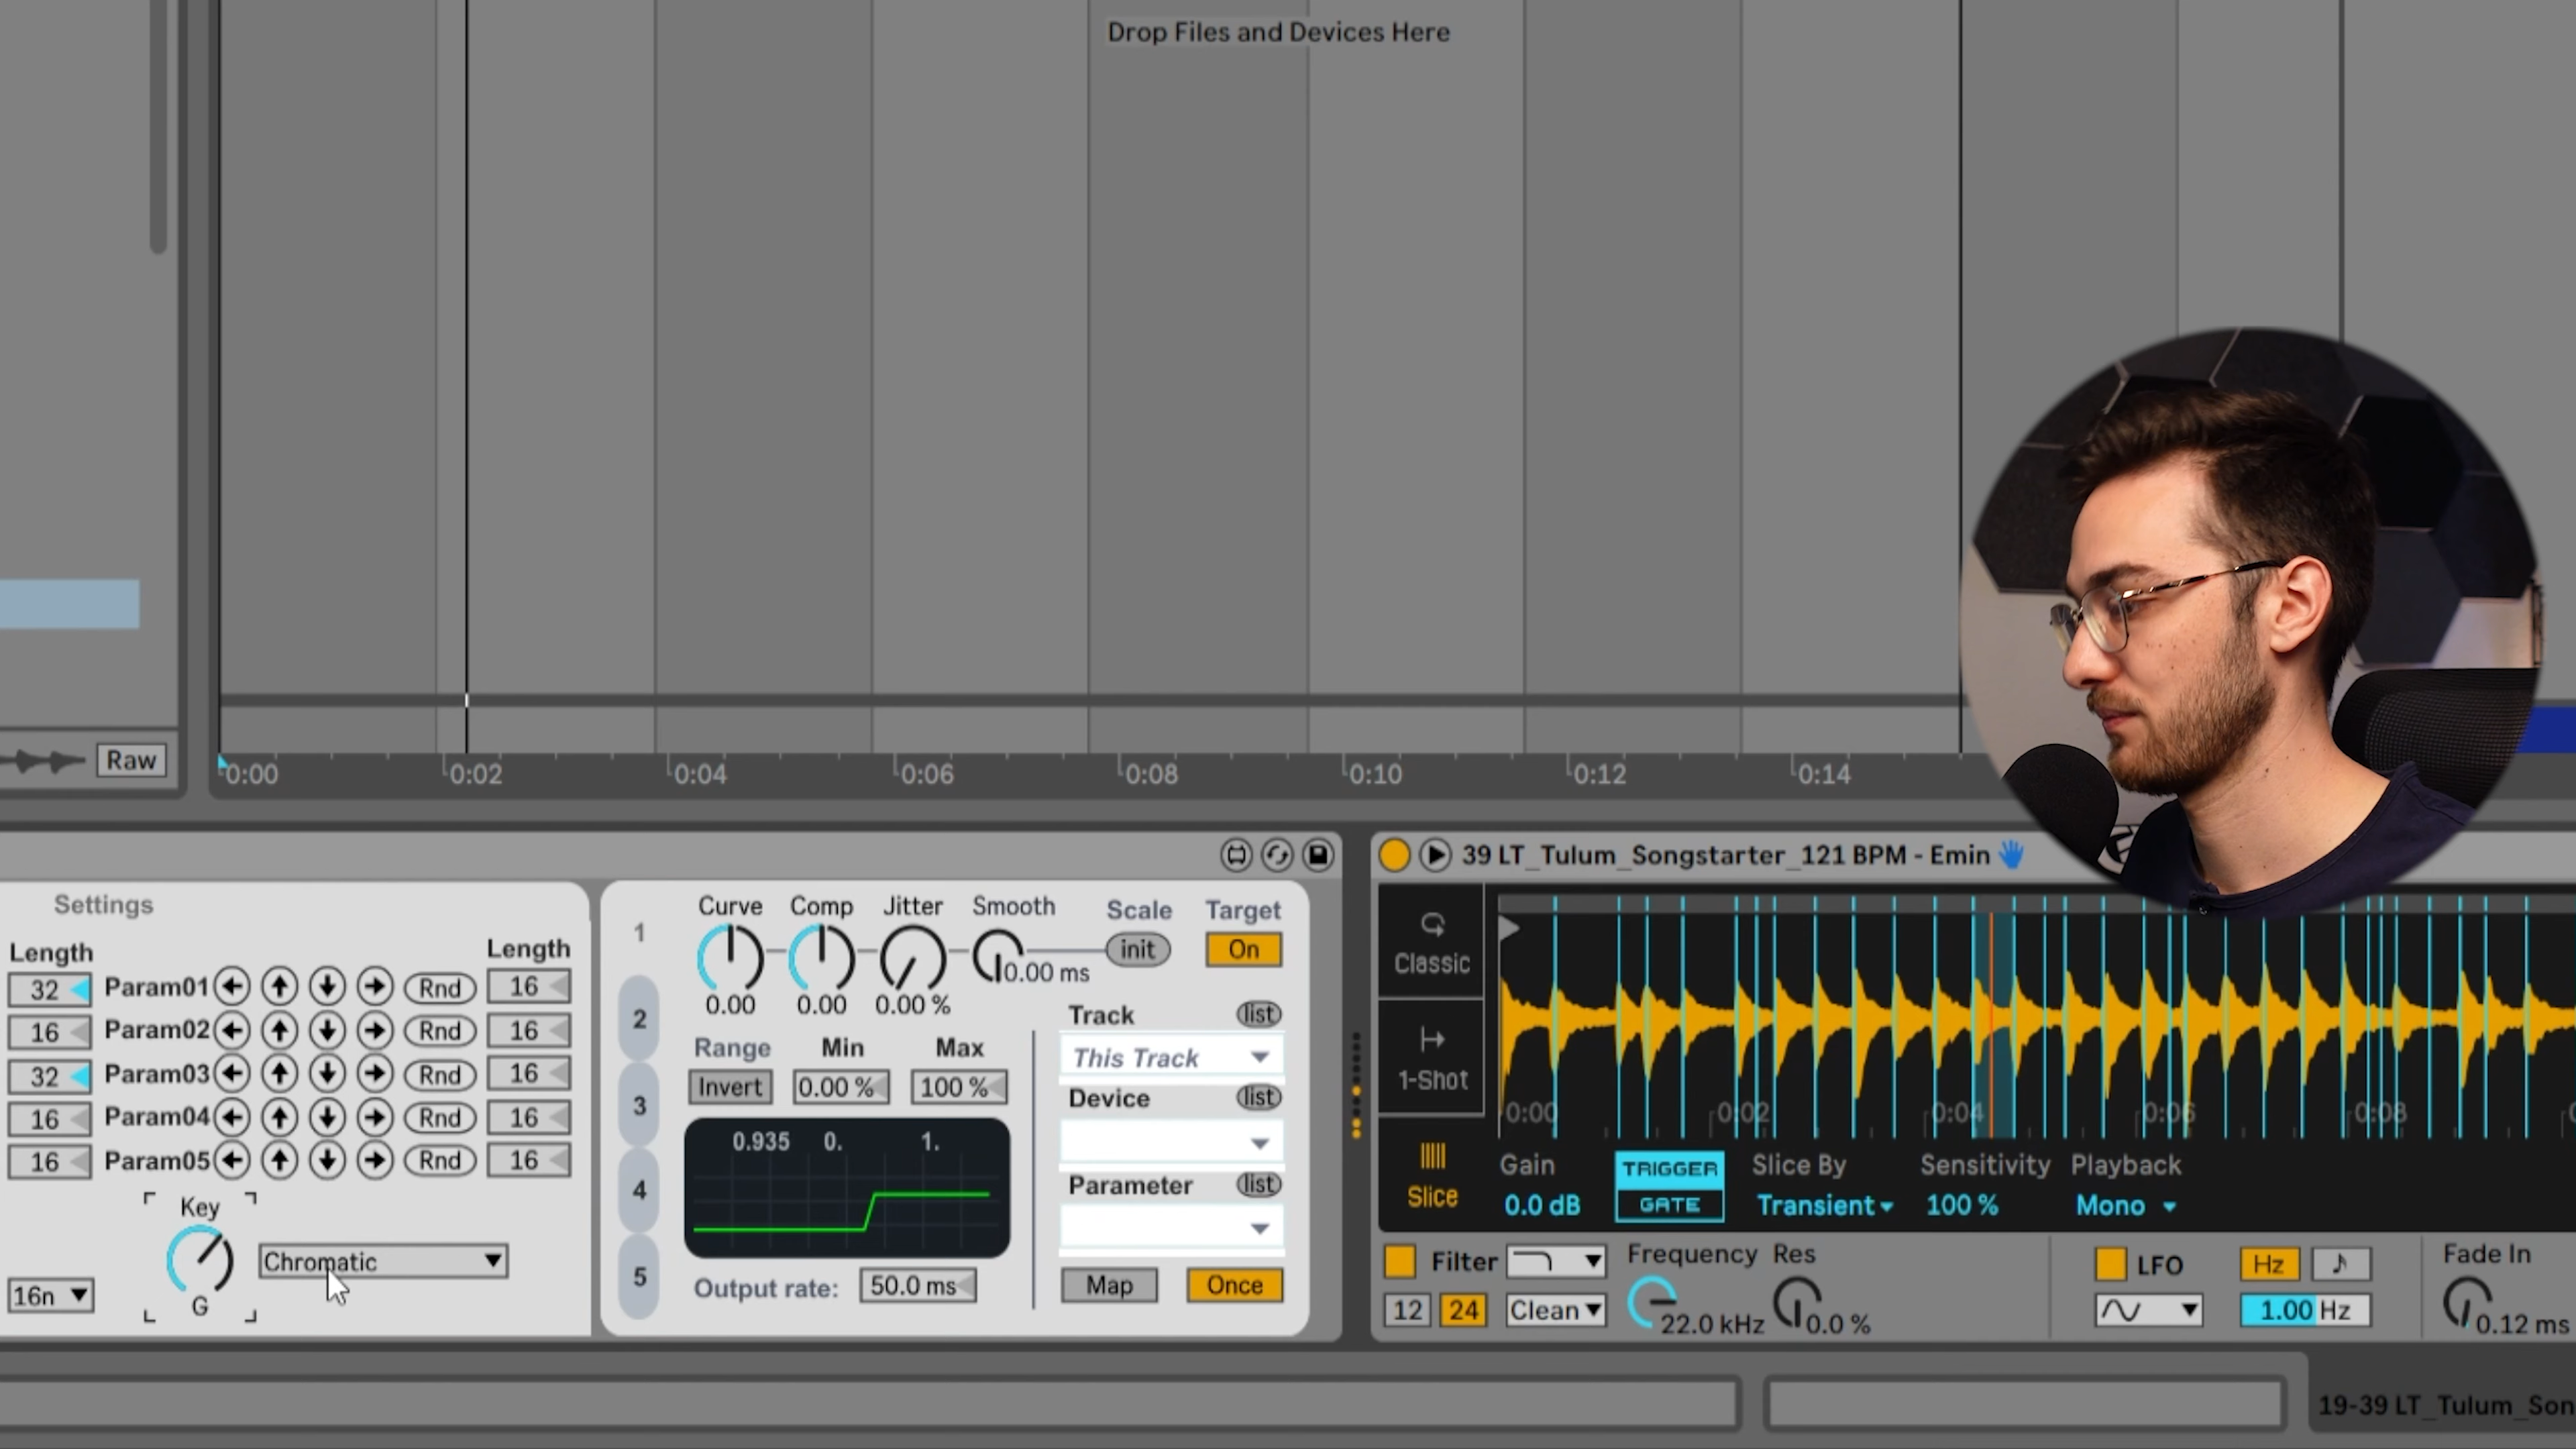 Drop Files and Devices Here
Raw
0:00
0:02
0:04
0:06
0:08
0:10
0:12
0:14
Settings
Length
Length
32
Param01
Rnd
16
16
Param02
Rnd
16
32
Param03
Rnd
16
16
Param04
Rnd
16
16
Param05
Rnd
16
Key
G
Chromatic
16n
1
2
3
4
5
Curve
Comp
Jitter
Smooth
Scale
Target
0.00
0.00
0.00 %
0.00 ms
init
On
Range
Min
Max
Invert
0.00 %
100 %
0.935
0.
1.
Output rate:
50.0 ms
Track
list
This Track
Device
list
Parameter
list
Map
Once
39 LT_Tulum_Songstarter_121 BPM - Emin
Classic
1-Shot
Slice
0:00
0:02
0:04
0:06
0:08
Gain
0.0 dB
TRIGGER
GATE
Slice By
Transient
Sensitivity
100 %
Playback
Mono
Filter
12
24
Clean
Frequency
22.0 kHz
Res
0.0 %
LFO
Hz
1.00 Hz
Fade In
0.12 ms
19-39 LT_Tulum_Son